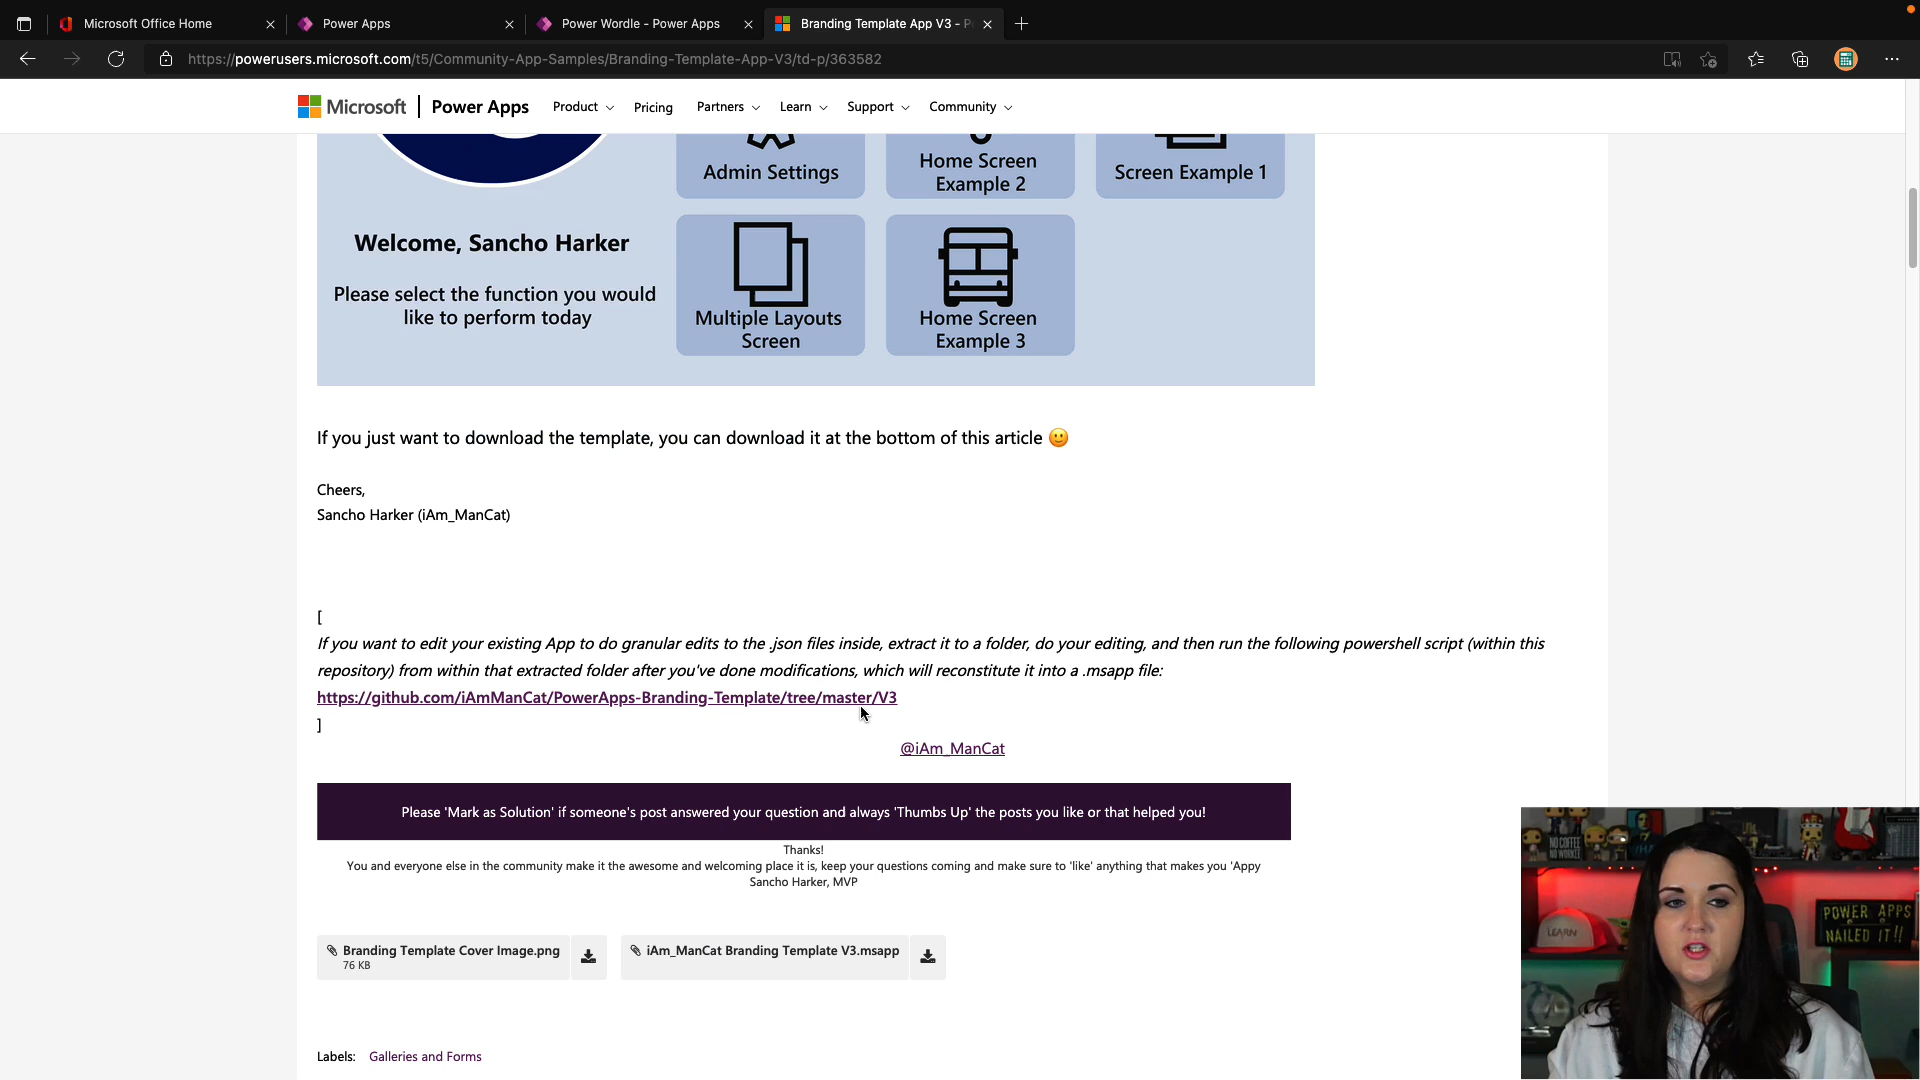 Microsoft Office Home
Power Apps
Power Wordle - Power Apps
Branding Template App V3 - P
https://powerusers.microsoft.com/t5/Community-App-Samples/Branding-Template-App-V3/td-p/363582
Microsoft
Power Apps
Product
Pricing
Partners
Learn
Support
Community
Admin Settings
Home Screen
Example 2
Screen Example 1
Welcome, Sancho Harker
Please select the function you would
like to perform today
Multiple Layouts
Screen
Home Screen
Example 3
If you just want to download the template, you can download it at the bottom of this article
Cheers,
Sancho Harker (iAm_ManCat)
[
If you want to edit your existing App to do granular edits to the .json files inside, extract it to a folder, do your editing, and then run the following powershell script (within this
repository) from within that extracted folder after you've done modifications, which will reconstitute it into a .msapp file:
https://github.com/iAmManCat/PowerApps-Branding-Template/tree/master/V3
]
@iAm_ManCat
Please 'Mark as Solution' if someone's post answered your question and always 'Thumbs Up' the posts you like or that helped you!
Thanks!
You and everyone else in the community make it the awesome and welcoming place it is, keep your questions coming and make sure to 'like' anything that makes you 'Appy
Sancho Harker, MVP
Branding Template Cover Image.png
76 KB
iAm_ManCat Branding Template V3.msapp
Labels:
Galleries and Forms
NO COFFEE
NO WORKEE
LEARN
POWER APPS
NAILED IT!!